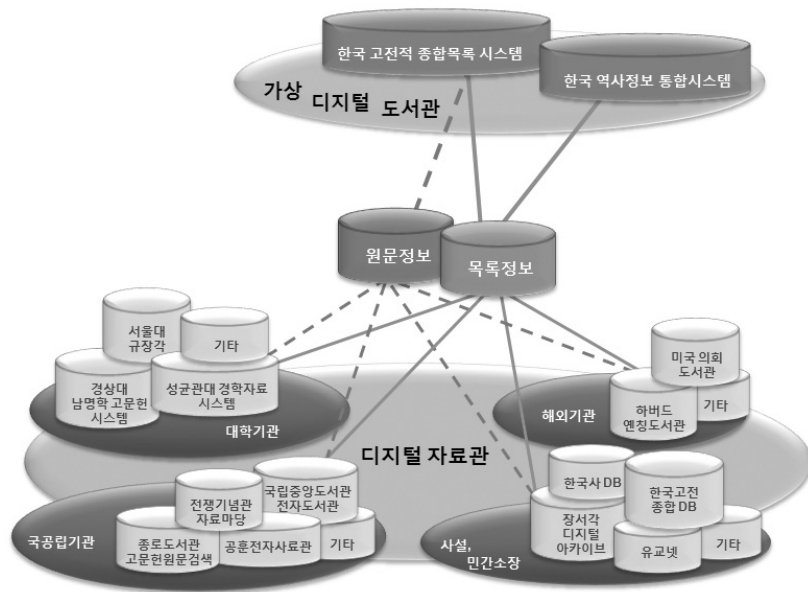 한국 고전적 종합목록 시스템
한국 역사정보 통합시스템
가상 디지털 도서관
원문정보
목록정보
서울대
규장각
기타
경상대
남명학 고문헌
시스템
성균관대 경학자료
시스템
대학기관
미국 의회
도서관
하버드
옌칭도서관
기타
해외기관
디지털 자료관
전쟁기념관
자료마당
국립중앙도서관
전자도서관
국공립기관
종로도서관
고문헌원문검색
공훈전자사료관
기타
한국사 DB
한국고전
종합 DB
장서각
디지털
아카이브
유교넷
기타
사설,
민간소장